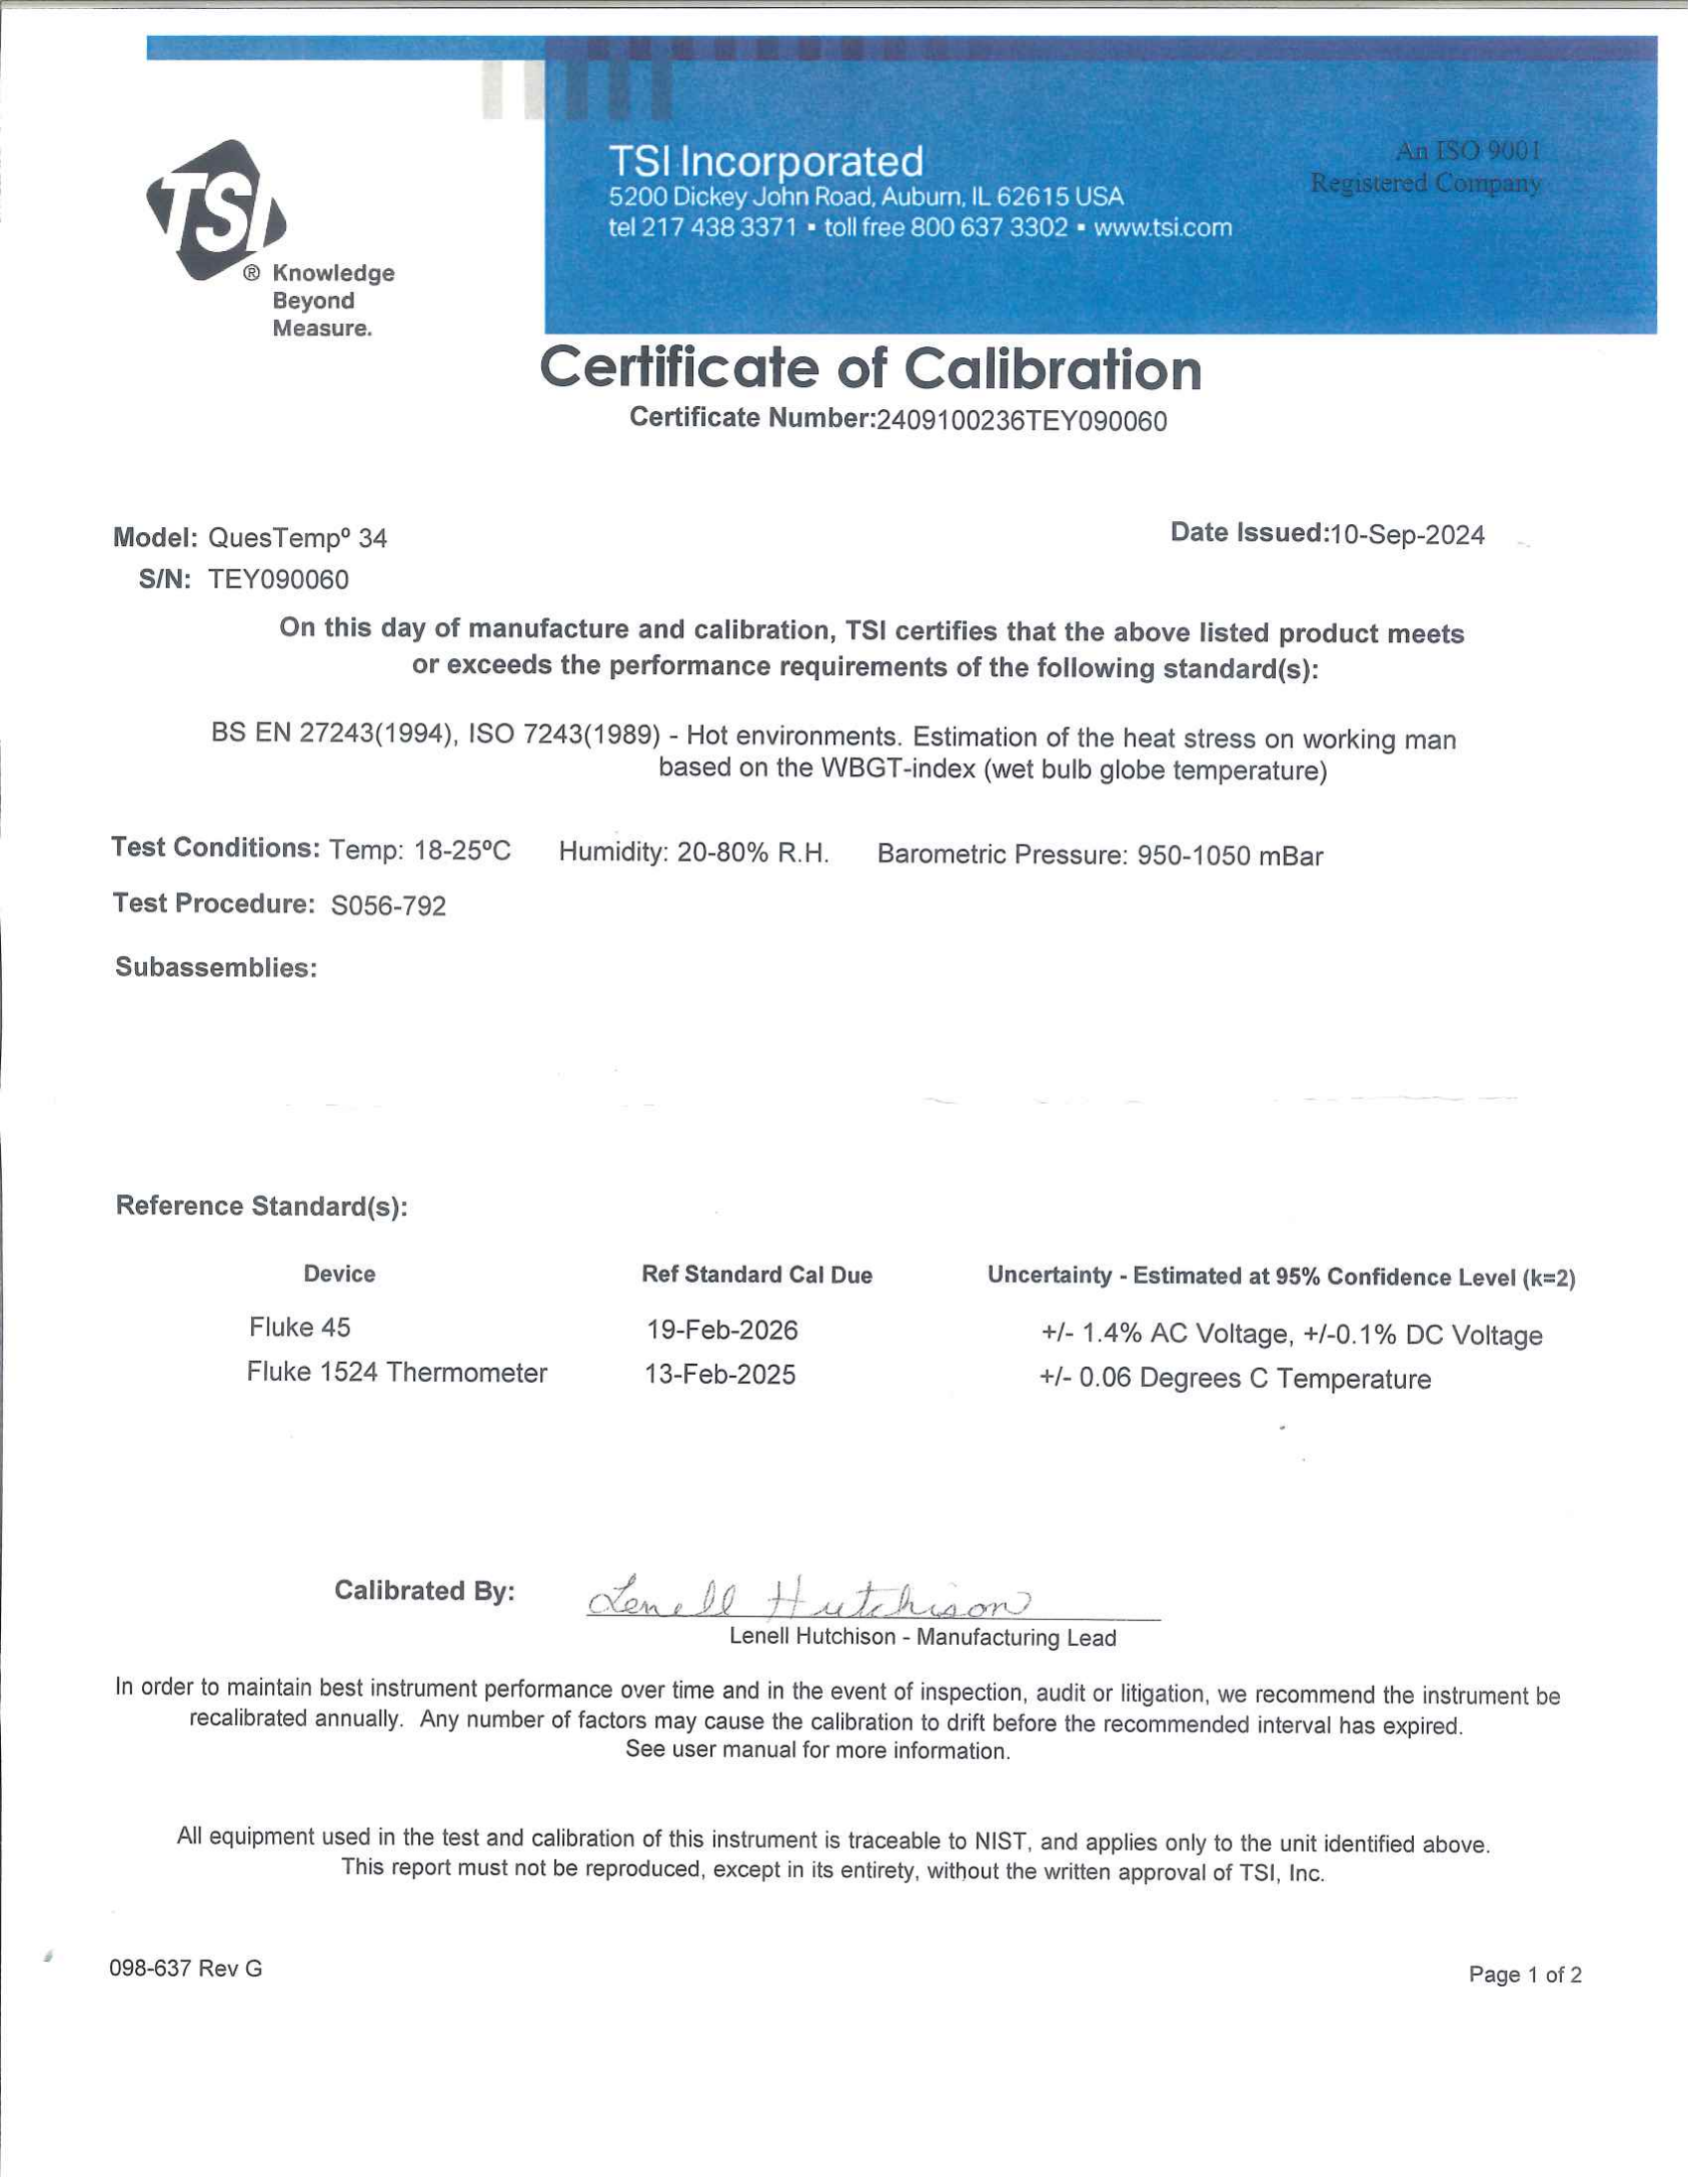 TSI
® Knowledge
Beyond
Measure.
TSI Incorporated
5200 Dickey John Road, Auburn, IL 62615 USA
tel 217 438 3371 ▪ toll free 800 637 3302 ▪ www.tsi.com
An ISO 9001
Registered Company
Certificate of Calibration
Certificate Number:2409100236TEY090060
Model: QuesTempº 34
Date Issued:10-Sep-2024
S/N: TEY090060
On this day of manufacture and calibration, TSI certifies that the above listed product meets
or exceeds the performance requirements of the following standard(s):
BS EN 27243(1994), ISO 7243(1989) - Hot environments. Estimation of the heat stress on working man
based on the WBGT-index (wet bulb globe temperature)
Test Conditions: Temp: 18-25ºC Humidity: 20-80% R.H. Barometric Pressure: 950-1050 mBar
Test Procedure: S056-792
Subassemblies:
Reference Standard(s):
Device Ref Standard Cal Due Uncertainty - Estimated at 95% Confidence Level (k=2)
Fluke 45 19-Feb-2026 +/- 1.4% AC Voltage, +/-0.1% DC Voltage
Fluke 1524 Thermometer 13-Feb-2025 +/- 0.06 Degrees C Temperature
Calibrated By: Lenell Hutchison
Lenell Hutchison - Manufacturing Lead
In order to maintain best instrument performance over time and in the event of inspection, audit or litigation, we recommend the instrument be
recalibrated annually. Any number of factors may cause the calibration to drift before the recommended interval has expired.
See user manual for more information.
All equipment used in the test and calibration of this instrument is traceable to NIST, and applies only to the unit identified above.
This report must not be reproduced, except in its entirety, without the written approval of TSI, Inc.
098-637 Rev G
Page 1 of 2